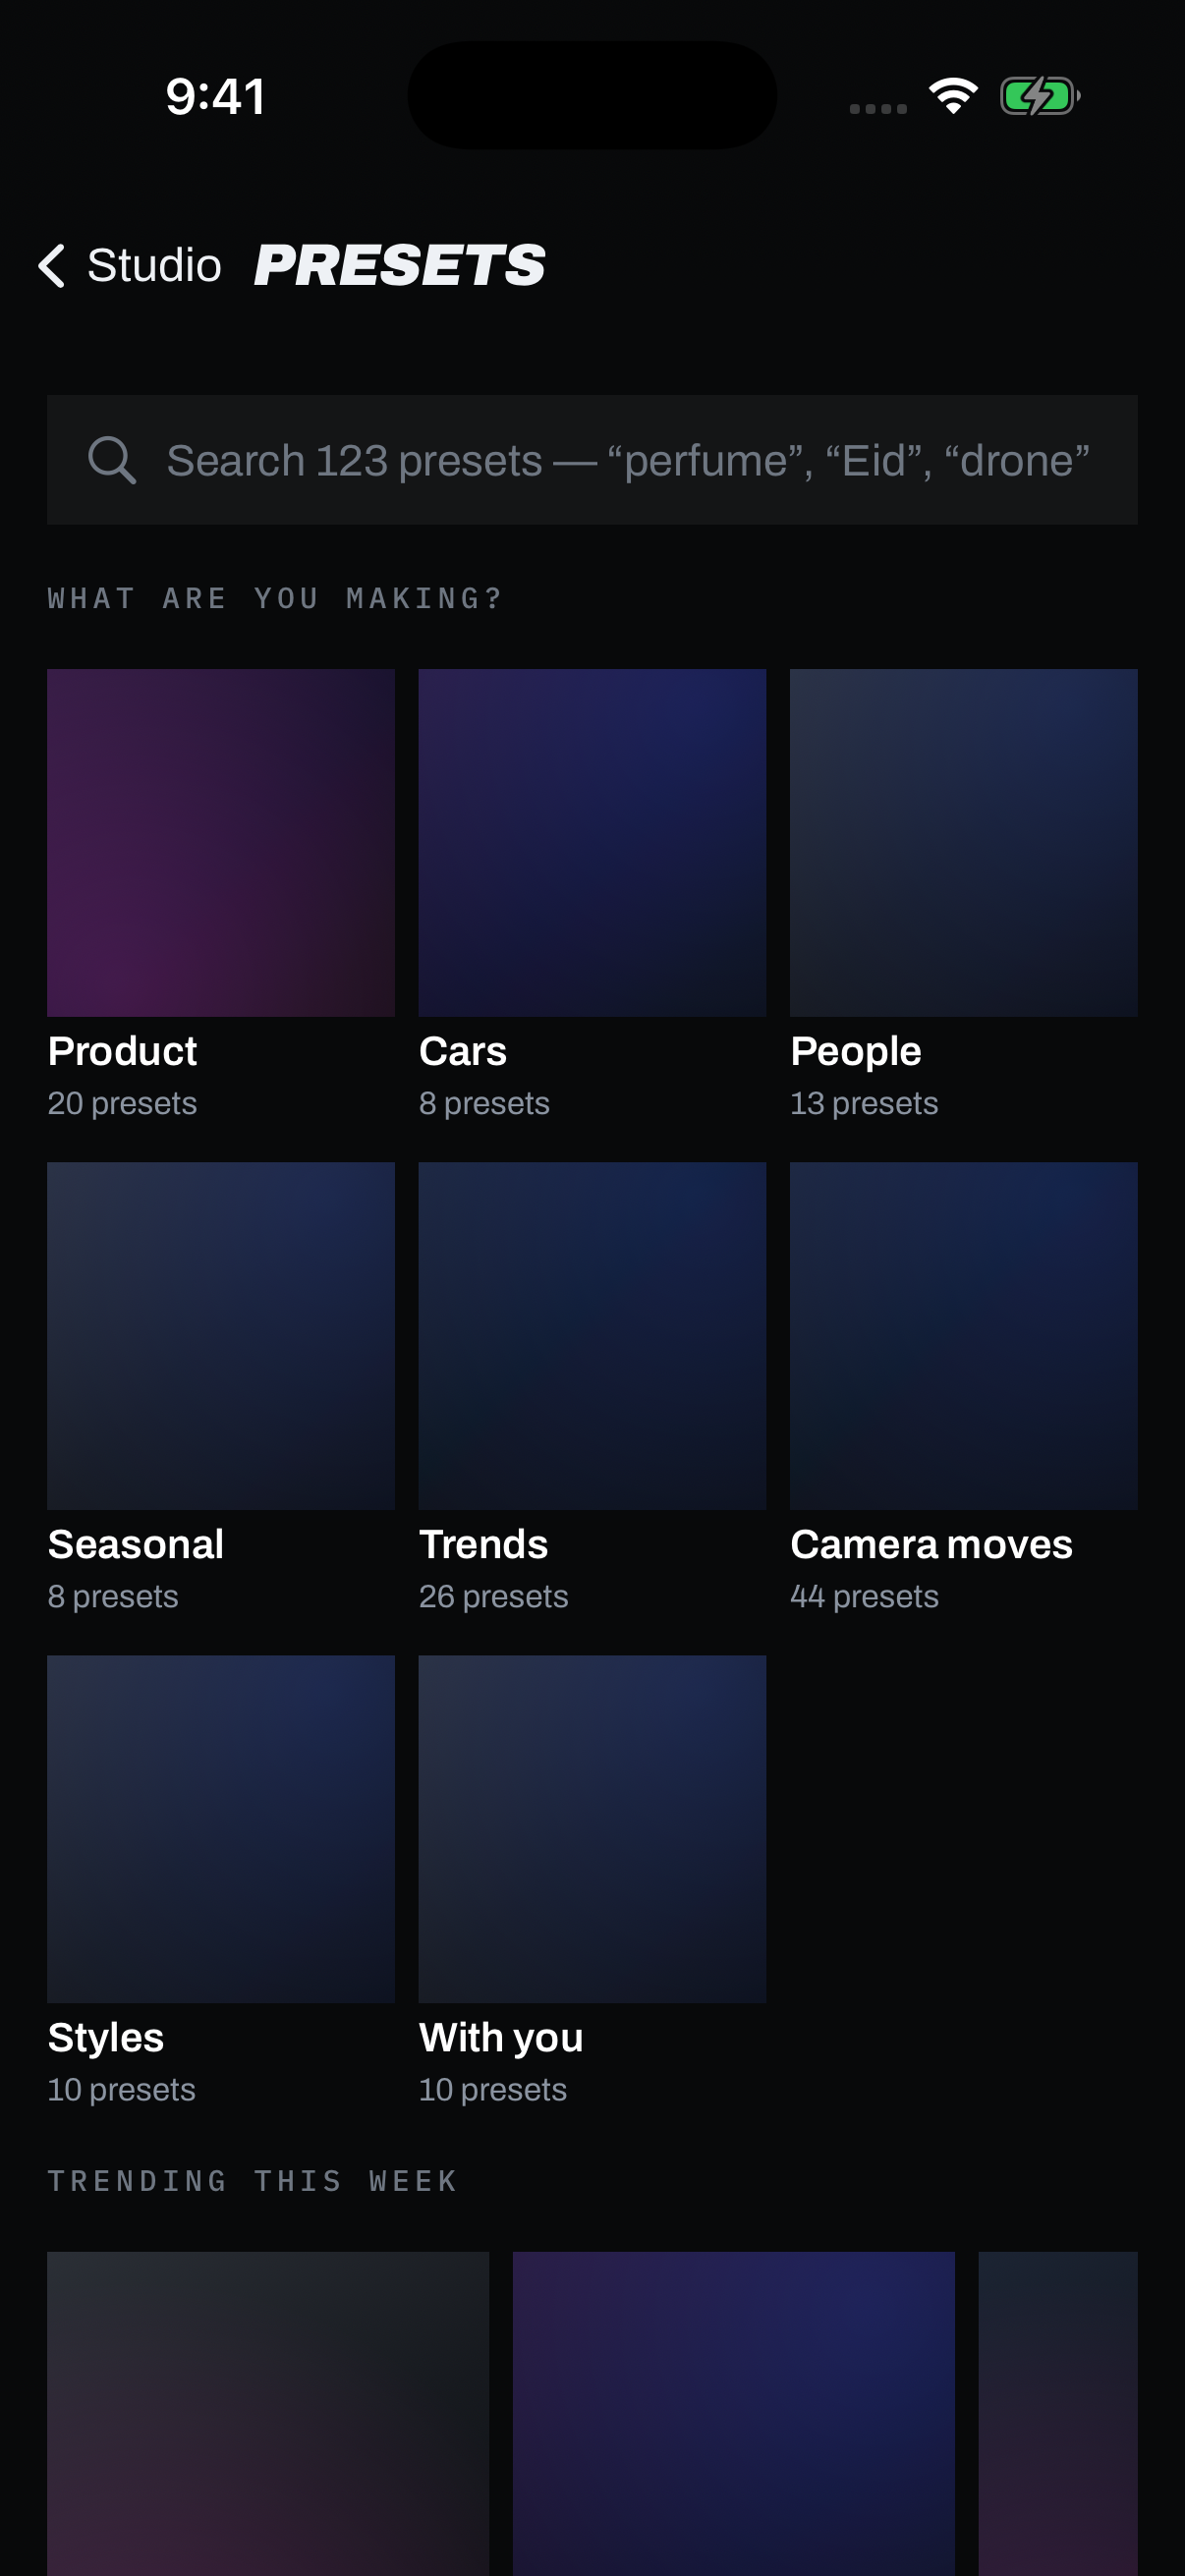 9:41
Studio PRESETS
Search 123 presets — “perfume”, “Eid”, “drone”
WHAT ARE YOU MAKING?
Product Cars People
20 presets 8 presets 13 presets
Seasonal Trends Camera moves
8 presets 26 presets 44 presets
Styles With you
10 presets 10 presets
TRENDING THIS WEEK